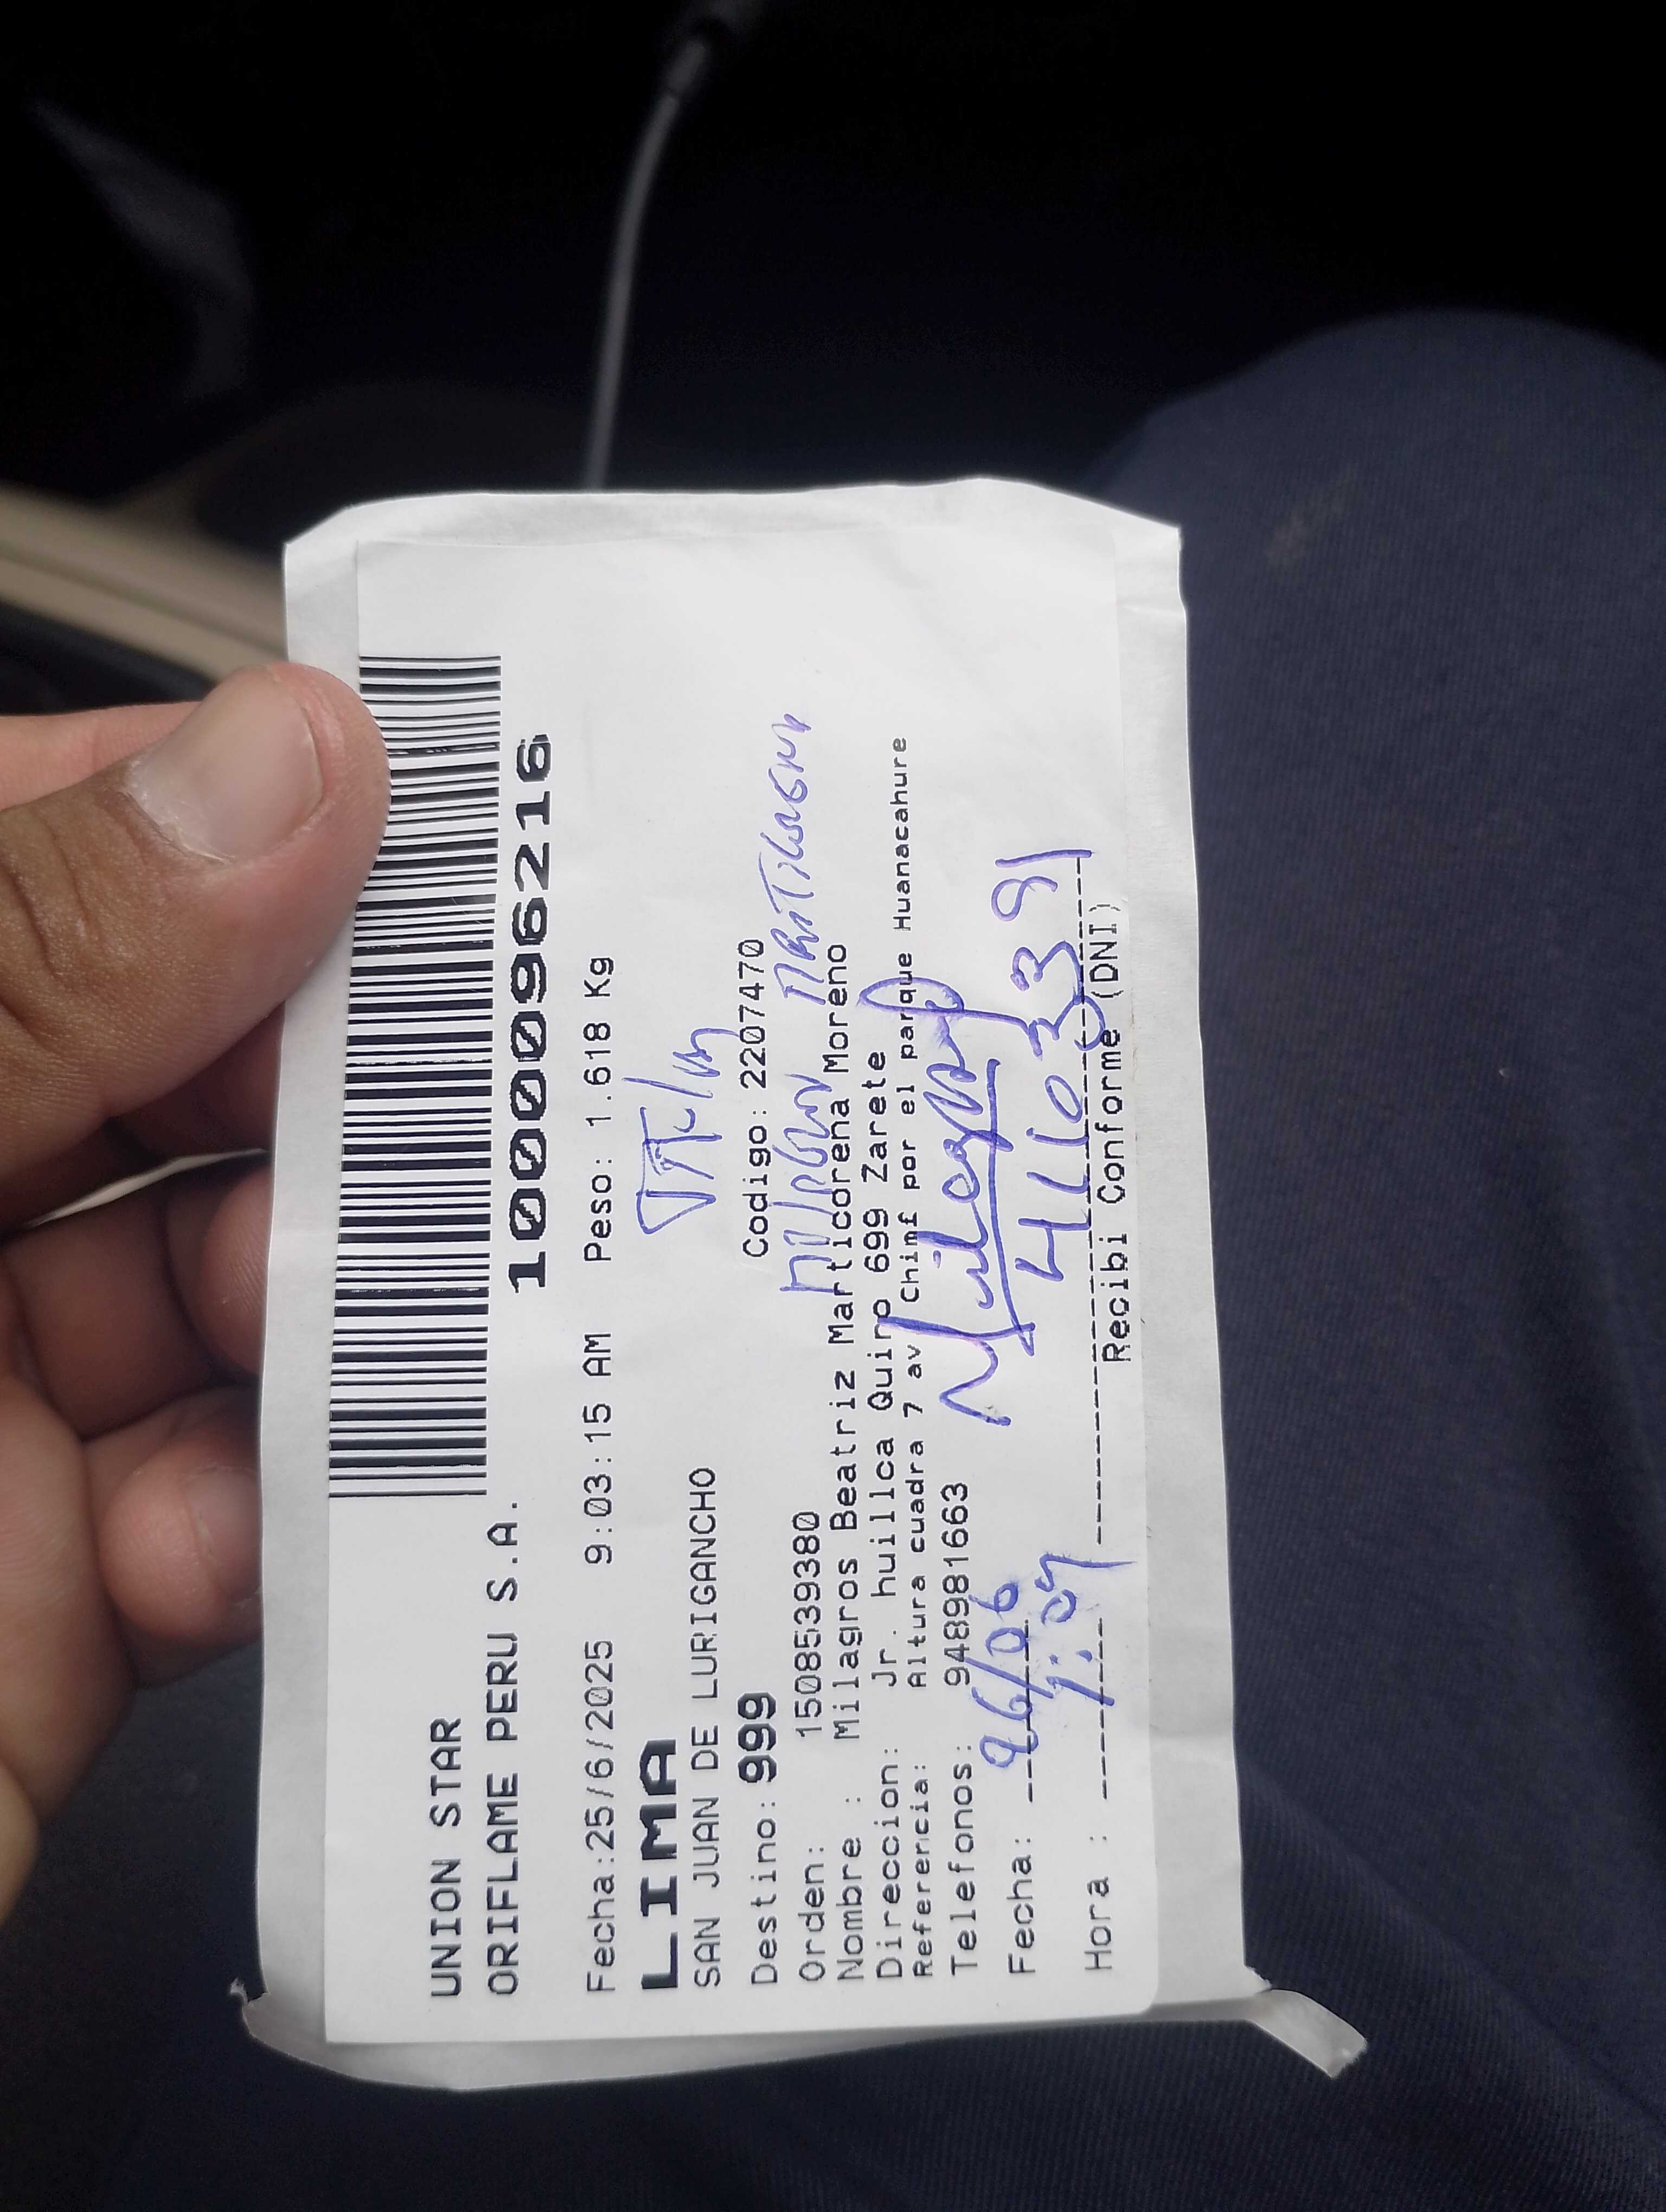 UNION STAR
ORIFLAME PERU S.A.
1000096216
Fecha:25/6/2025 9:03:15 AM Peso: 1.618 Kg
LIMA
SAN JUAN DE LURIGANCHO
Destino: 999 Codigo: 2207470
Orden: 1508539380
Nombre : Milagros Beatriz Marticorena Moreno
Direccion: Jr. huillca Quiro 699 Zarete
Referencia: Altura cuadra 7 av Chimf por el parque Huanacahure
Telefonos: 948981663
Fecha: 26/06
41103391
Hora : 1:09
Recibi Conforme (DNI)